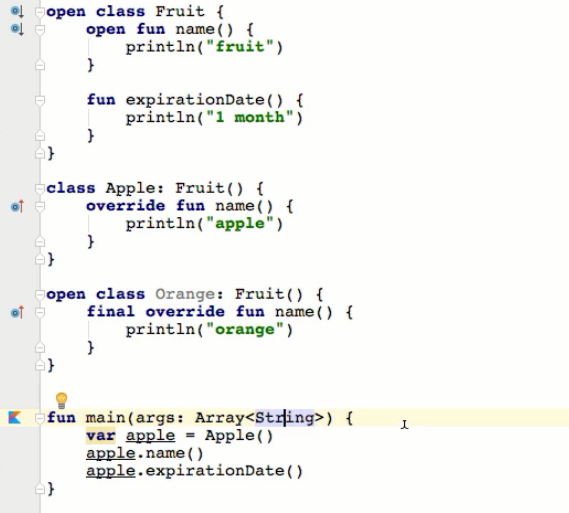 open class Fruit {
    open fun name() {
        println("fruit")
    }

    fun expirationDate() {
        println("1 month")
    }
}

class Apple: Fruit() {
    override fun name() {
        println("apple")
    }
}

open class Orange: Fruit() {
    final override fun name() {
        println("orange")
    }
}

fun main(args: Array<String>) {
    var apple = Apple()
    apple.name()
    apple.expirationDate()
}